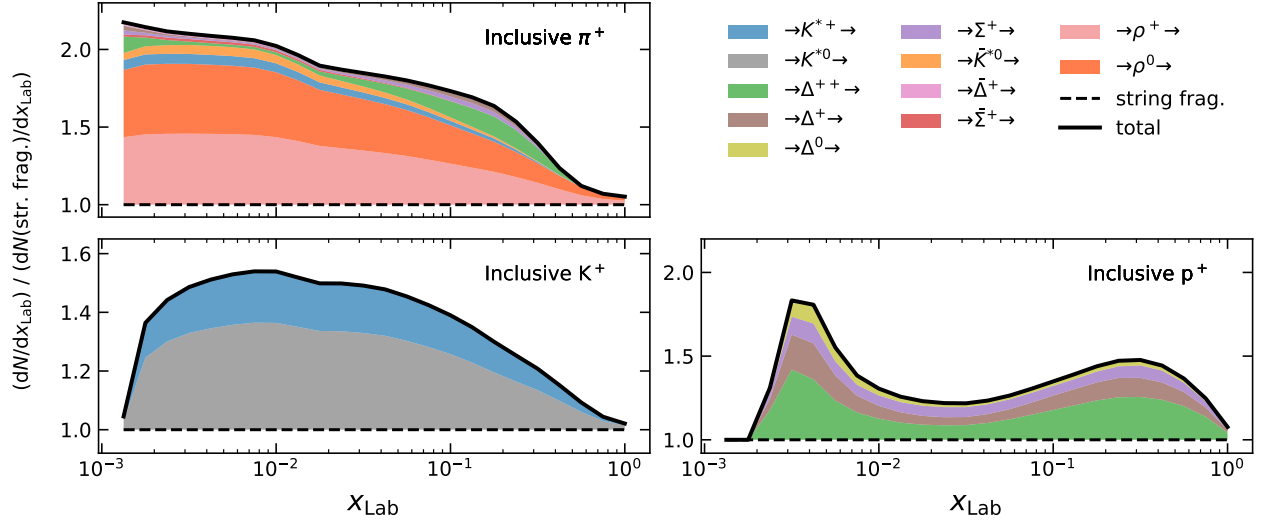 (dN/dx_Lab) / (dN(str. frag.)/dx_Lab)
2.0
1.5
1.0
Inclusive π⁺
→K*⁺→
→K*⁰→
→Δ⁺⁺→
→Δ⁺→
→Δ⁰→
→Σ⁺→
→K̄*⁰→
→Δ̄⁺→
→Σ̄⁺→
→ρ⁺→
→ρ⁰→
string frag.
total
1.6
1.4
1.2
1.0
Inclusive K⁺
10⁻³
10⁻²
10⁻¹
10⁰
x_Lab
2.0
1.5
1.0
Inclusive p⁺
10⁻³
10⁻²
10⁻¹
10⁰
x_Lab